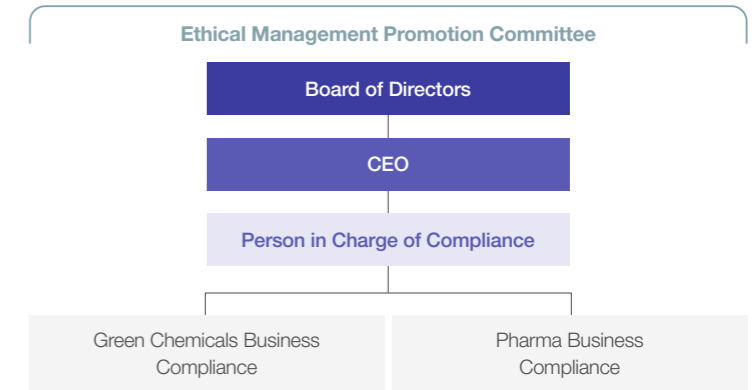 Ethical Management Promotion Committee
Board of Directors
CEO
Person in Charge of Compliance
Green Chemicals Business
Compliance
Pharma Business
Compliance